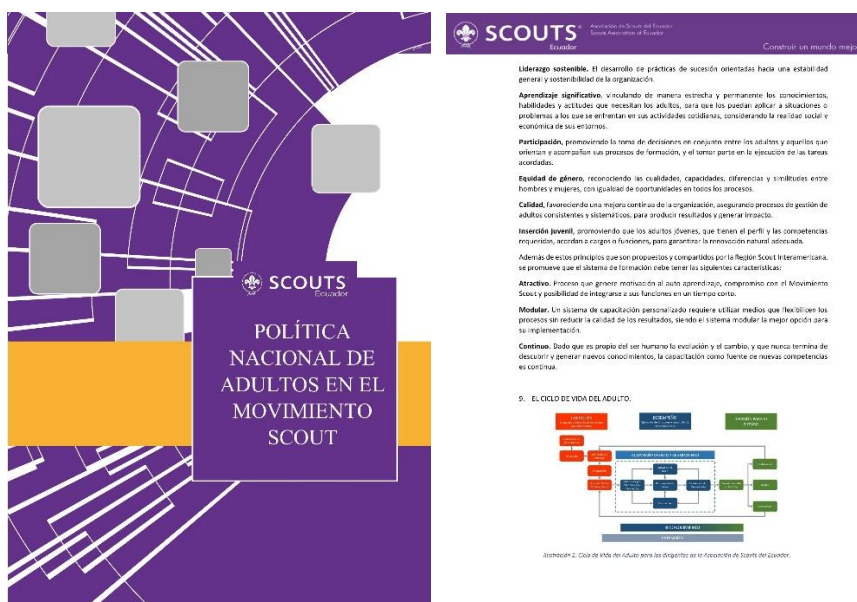 SCOUTS
Ecuador
POLÍTICA
NACIONAL DE
ADULTOS EN EL
MOVIMIENTO
SCOUT
SCOUTS
Ecuador
Asociación de Scouts del Ecuador
Scouts Association of Ecuador
Construir un mundo mejo
Liderazgo sostenible. El desarrollo de prácticas de sucesión orientadas hacia una estabilidad
general y sostenibilidad de la organización.
Aprendizaje significativo, vinculando de manera estrecha y permanente los conocimientos,
habilidades y actitudes que necesitan los adultos, para que los puedan aplicar a situaciones o
problemas a los que se enfrentan en sus actividades cotidianas, considerando la realidad social y
económica de sus entornos.
Participación, promoviendo la toma de decisiones en conjunto entre los adultos y aquellos que
orientan y acompañan sus procesos de formación, y el tomar parte en la ejecución de las tareas
acordadas.
Equidad de género, reconociendo las cualidades, capacidades, diferencias y similitudes entre
hombres y mujeres, con igualdad de oportunidades en todos los procesos.
Calidad, favoreciendo una mejora continua de la organización, asegurando procesos de gestión de
adultos consistentes y sistemáticos, para producir resultados y generar impacto.
Inserción juvenil, promoviendo que los adultos jóvenes, que tienen el perfil y las competencias
requeridas, accedan a cargos o funciones, para garantizar la renovación natural adecuada.
Además de estos principios que son propuestos y compartidos por la Región Scout Interamericana,
se promueve que el sistema de formación debe tener las siguientes características:
Atractivo. Proceso que genere motivación al auto aprendizaje, compromiso con el Movimiento
Scout y posibilidad de integrarse a sus funciones en un tiempo corto.
Modular. Un sistema de capacitación personalizado requiere utilizar medios que flexibilicen los
procesos sin reducir la calidad de los resultados, siendo el sistema modular la mejor opción para
su implementación.
Continuo. Dado que es propio del ser humano la evolución y el cambio, y que nunca termina de
descubrir y generar nuevos conocimientos, la capacitación como fuente de nuevas competencias
es continua.
9. EL CICLO DE VIDA DEL ADULTO.
DESEMPEÑO
Ilustración 1: Ciclo de Vida del Adulto para los dirigentes de la Asociación de Scouts del Ecuador.